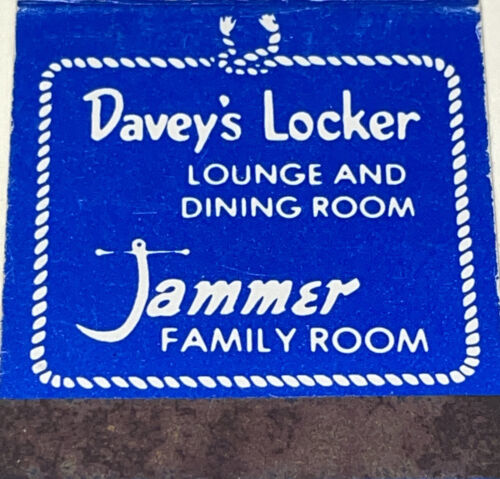 Davey's Locker
LOUNGE AND
DINING ROOM
Jammer
FAMILY ROOM